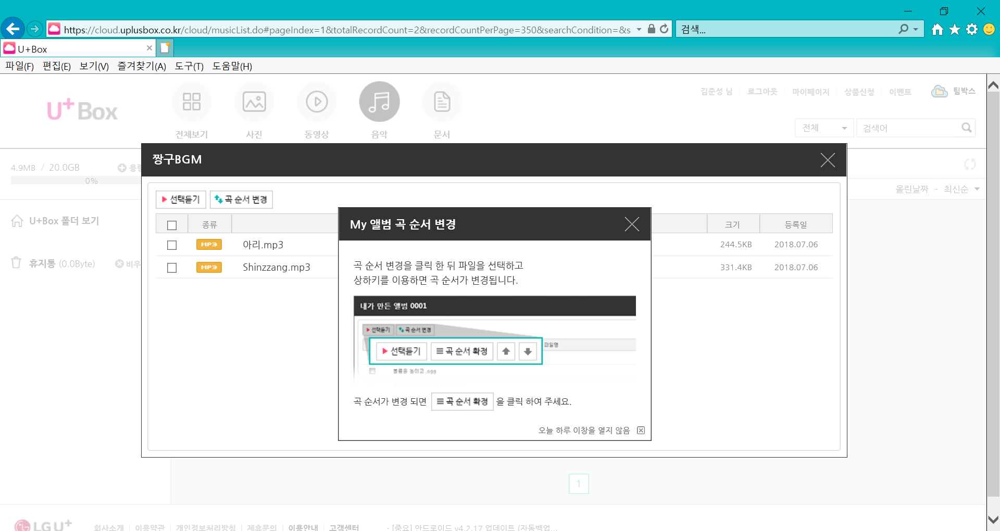 https://cloud.uplusbox.co.kr/cloud/musicList.do#pageIndex=1&totalRecordCount=2&recordCountPerPage=350&searchCondition=&s
검색...
U+Box
파일(F) 편집(E) 보기(V) 즐겨찾기(A) 도구(T) 도움말(H)
U+ Box
전체보기 사진 동영상 음악 문서
김준성 님 로그아웃 마이페이지 상품신청 이벤트 팀박스
전체 검색어
4.9MB / 20.0GB
0%
올린날짜 - 최신순
U+Box 폴더 보기
휴지통 (0.0Byte) 비우
짱구BGM
선택듣기 곡 순서 변경
종류 크기 등록일
MP3 아리.mp3 244.5KB 2018.07.06
MP3 Shinzzang.mp3 331.4KB 2018.07.06
My 앨범 곡 순서 변경
곡 순서 변경을 클릭 한 뒤 파일을 선택하고
상하키를 이용하면 곡 순서가 변경됩니다.
내가 만든 앨범 0001
선택듣기 곡 순서 변경
파일명
선택듣기 곡 순서 확정
볼륨을 높이고.ogg
곡 순서가 변경 되면 곡 순서 확정 을 클릭 하여 주세요.
오늘 하루 이창을 열지 않음
1
LG U+ 회사소개 이용약관 개인정보처리방침 제휴문의 이용안내 고객센터
· [중요] 안드로이드 v4.2.17 업데이트 (자동백업...